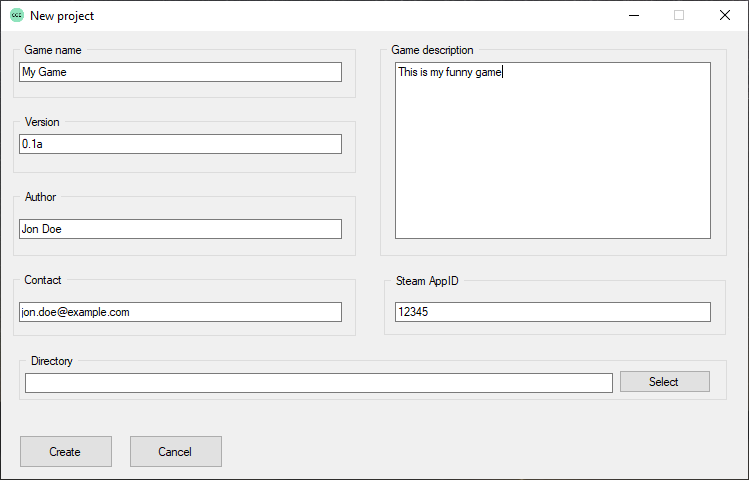 New project
Game name
My Game
Version
0.1a
Author
Jon Doe
Contact
jon.doe@example.com
Game description
This is my funny game
Steam AppID
12345
Directory
Select
Create
Cancel